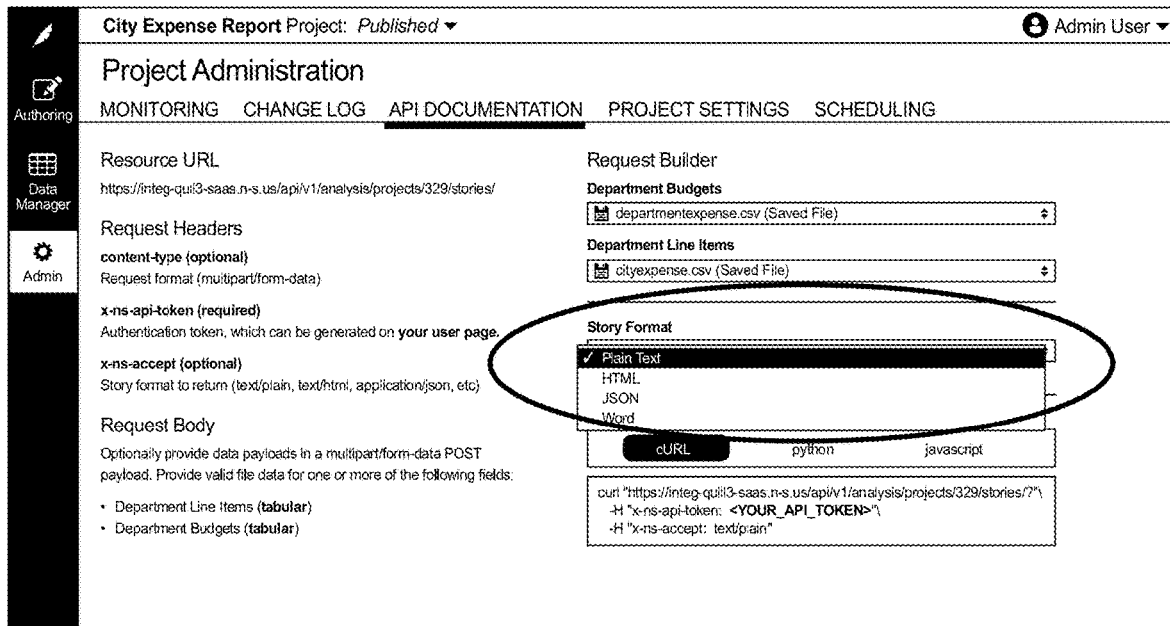 City Expense Report Project: Published
Admin User
Authoring
Data
Manager
Admin
Project Administration
MONITORING CHANGE LOG API DOCUMENTATION PROJECT SETTINGS SCHEDULING
Resource URL
https://integ-quill3-saas.n-s.us/api/v1/analysis/projects/329/stories/
Request Headers
content-type (optional)
Request format (multipart/form-data)
x-ns-api-token (required)
Authentication token, which can be generated on your user page.
x-ns-accept (optional)
Story format to return (text/plain, text/html, application/json, etc)
Request Body
Optionally provide data payloads in a multipart/form-data POST
payload. Provide valid file data for one or more of the following fields:
• Department Line Items (tabular)
• Department Budgets (tabular)
Request Builder
Department Budgets
departmentexpense.csv (Saved File)
Department Line Items
cityexpense.csv (Saved File)
Story Format
✓ Plain Text
HTML
JSON
Word
cURL python javascript
curl "https://integ-quill3-saas.n-s.us/api/v1/analysis/projects/329/stories/?"\
-H "x-ns-api-token: <YOUR_API_TOKEN>"\
-H "x-ns-accept: text/plain"